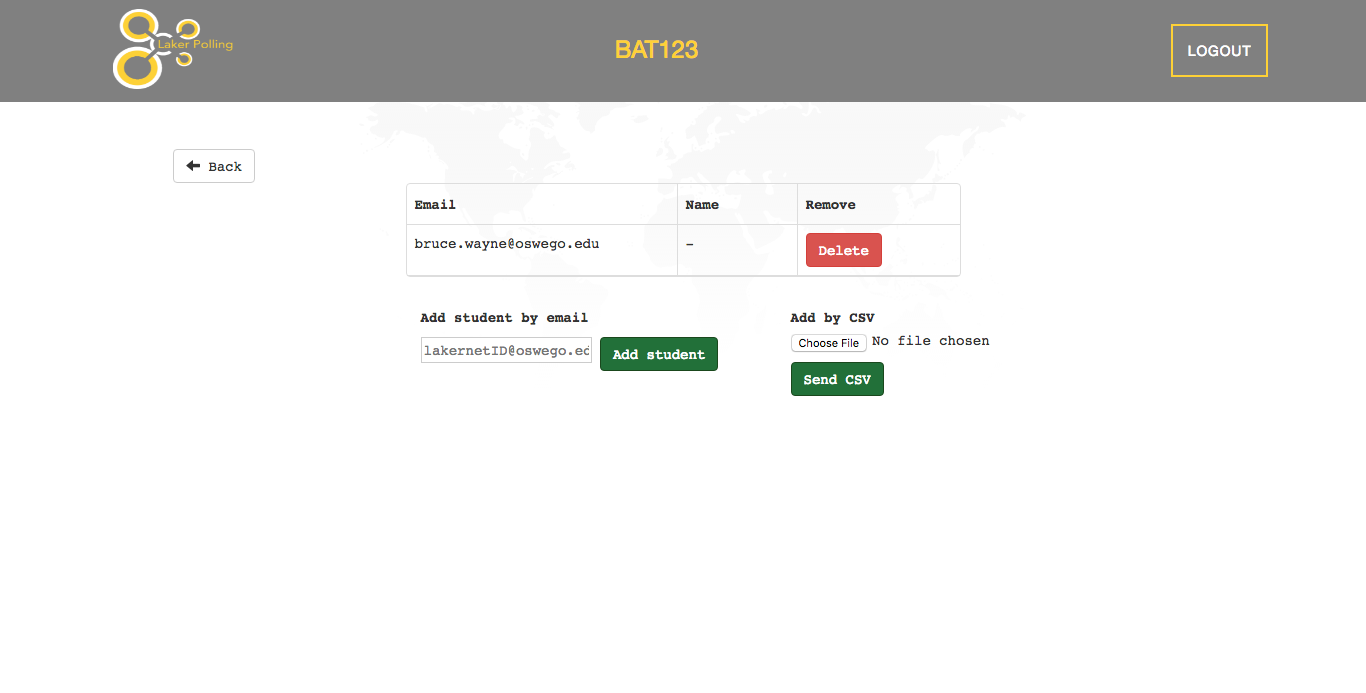 Laker Polling
BAT123
LOGOUT
Back
Email Name Remove
bruce.wayne@oswego.edu – Delete
Add student by email
lakernetID@oswego.ed
Add student
Add by CSV
Choose File No file chosen
Send CSV